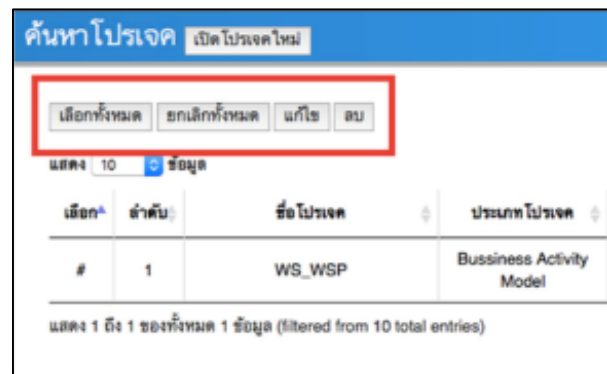 ค้นหาโปรเจค เปิดโปรเจคใหม่
เลือกทั้งหมด ยกเลิกทั้งหมด แก้ไข ลบ
แสดง 10 ข้อมูล
เลือก ลำดับ ชื่อโปรเจค ประเภทโปรเจค
# 1 WS_WSP Bussiness Activity
Model
แสดง 1 ถึง 1 ของทั้งหมด 1 ข้อมูล (filtered from 10 total entries)